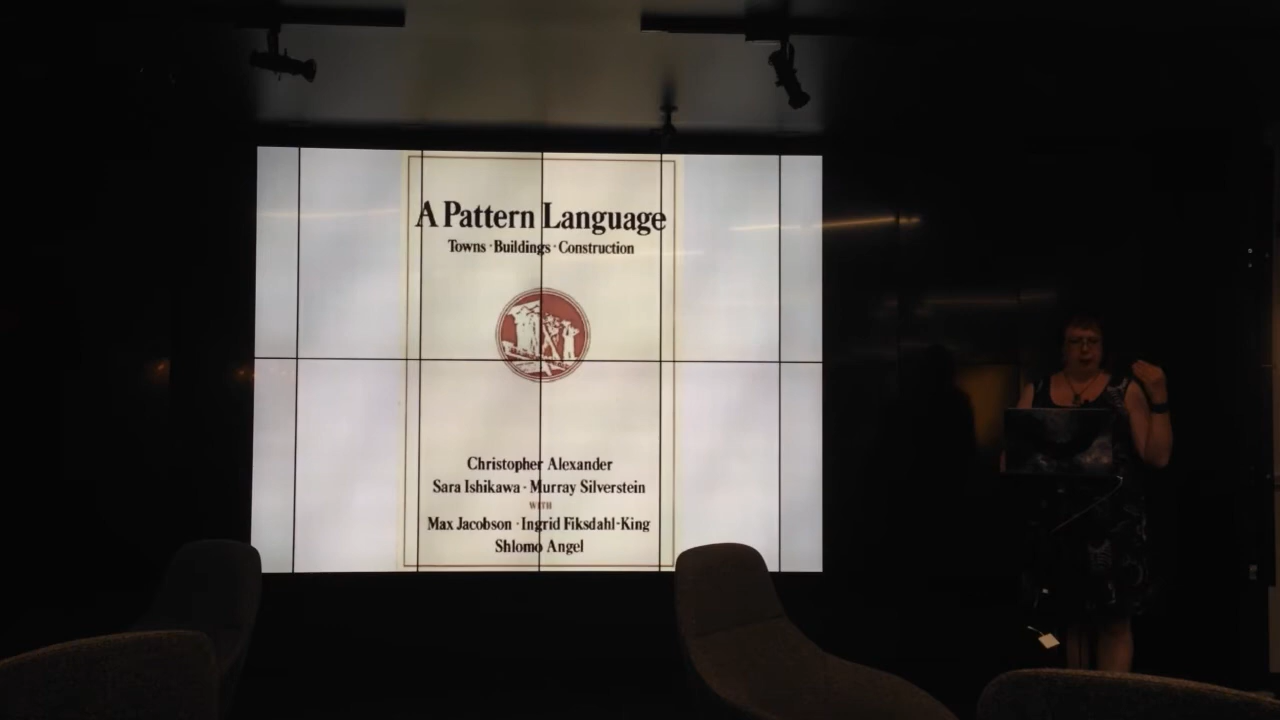 A Pattern Language
Towns · Buildings · Construction
Christopher Alexander
Sara Ishikawa · Murray Silverstein
WITH
Max Jacobson · Ingrid Fiksdahl-King
Shlomo Angel